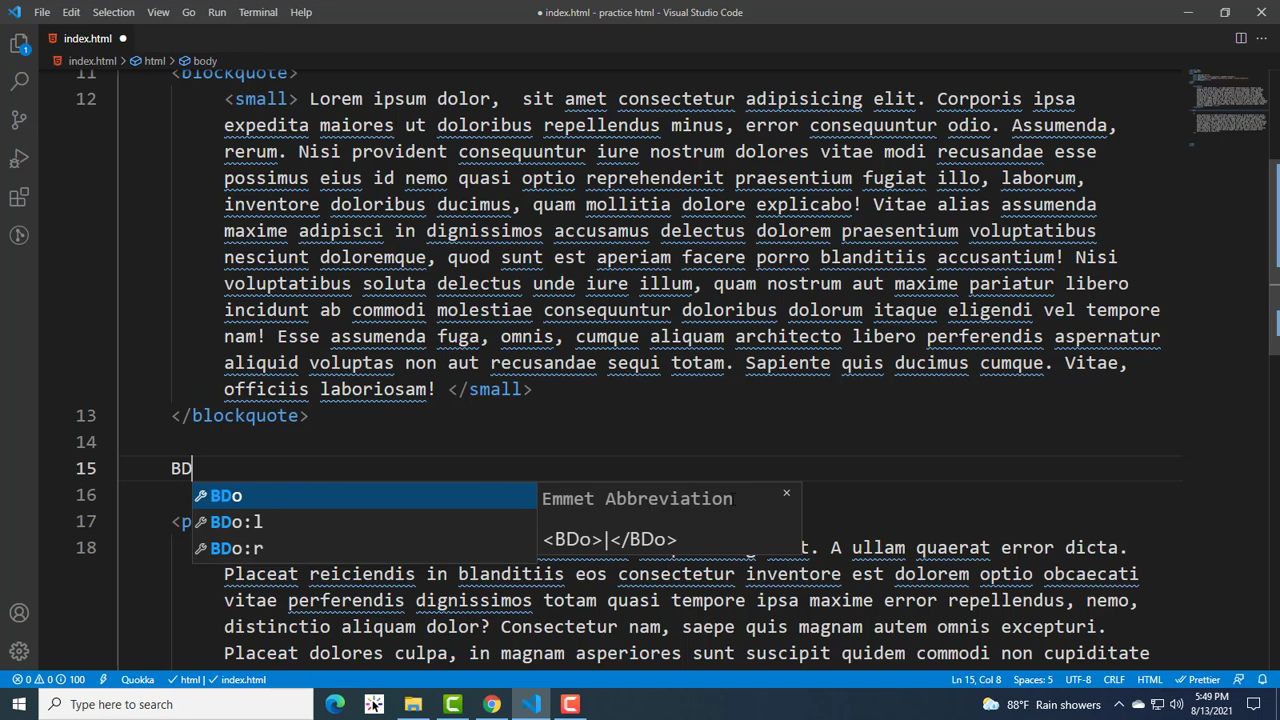 File Edit Selection View Go Run Terminal Help ● index.html - practice html - Visual Studio Code
index.html ●
index.html > html > body
11 <blockquote>
12 <small> Lorem ipsum dolor,  sit amet consectetur adipisicing elit. Corporis ipsa
expedita maiores ut doloribus repellendus minus, error consequuntur odio. Assumenda,
rerum. Nisi provident consequuntur iure nostrum dolores vitae modi recusandae esse
possimus eius id nemo quasi optio reprehenderit praesentium fugiat illo, laborum,
inventore doloribus ducimus, quam mollitia dolore explicabo! Vitae alias assumenda
maxime adipisci in dignissimos accusamus delectus dolorem praesentium voluptatibus
nesciunt doloremque, quod sunt est aperiam facere porro blanditiis accusantium! Nisi
voluptatibus soluta delectus unde iure illum, quam nostrum aut maxime pariatur libero
incidunt ab commodi molestiae consequuntur doloribus dolorum itaque eligendi vel tempore
nam! Esse assumenda fuga, omnis, cumque aliquam architecto libero perferendis aspernatur
aliquid voluptas non aut recusandae sequi totam. Sapiente quis ducimus cumque. Vitae,
officiis laboriosam! </small>
13 </blockquote>
14
15 BD
16 BDo Emmet Abbreviation ×
17 <p BDo:l <BDo>|</BDo>
18 BDo:r t. A ullam quaerat error dicta.
Placeat reiciendis in blanditiis eos consectetur inventore est dolorem optio obcaecati
vitae perferendis dignissimos totam quasi tempore ipsa maxime error repellendus, nemo,
distinctio aliquam dolor? Consectetur nam, saepe quis magnam autem omnis excepturi.
Placeat dolores culpa, in magnam asperiores sunt suscipit quidem commodi non cupiditate
1
0 0 100 Quokka html | index.html Ln 15, Col 8 Spaces: 5 UTF-8 CRLF HTML Prettier
Type here to search 88°F Rain showers 5:49 PM
8/13/2021